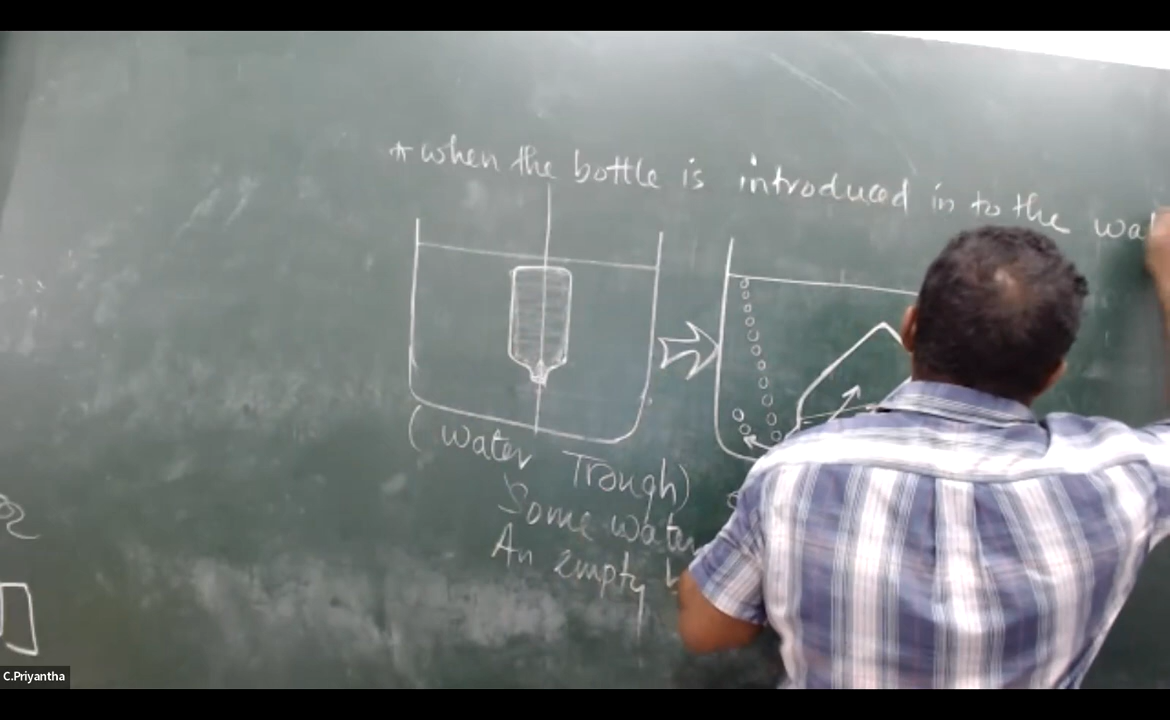 * when the bottle is introduced in to the wa
(Water Trough)
Some water
An empty
C.Priyantha